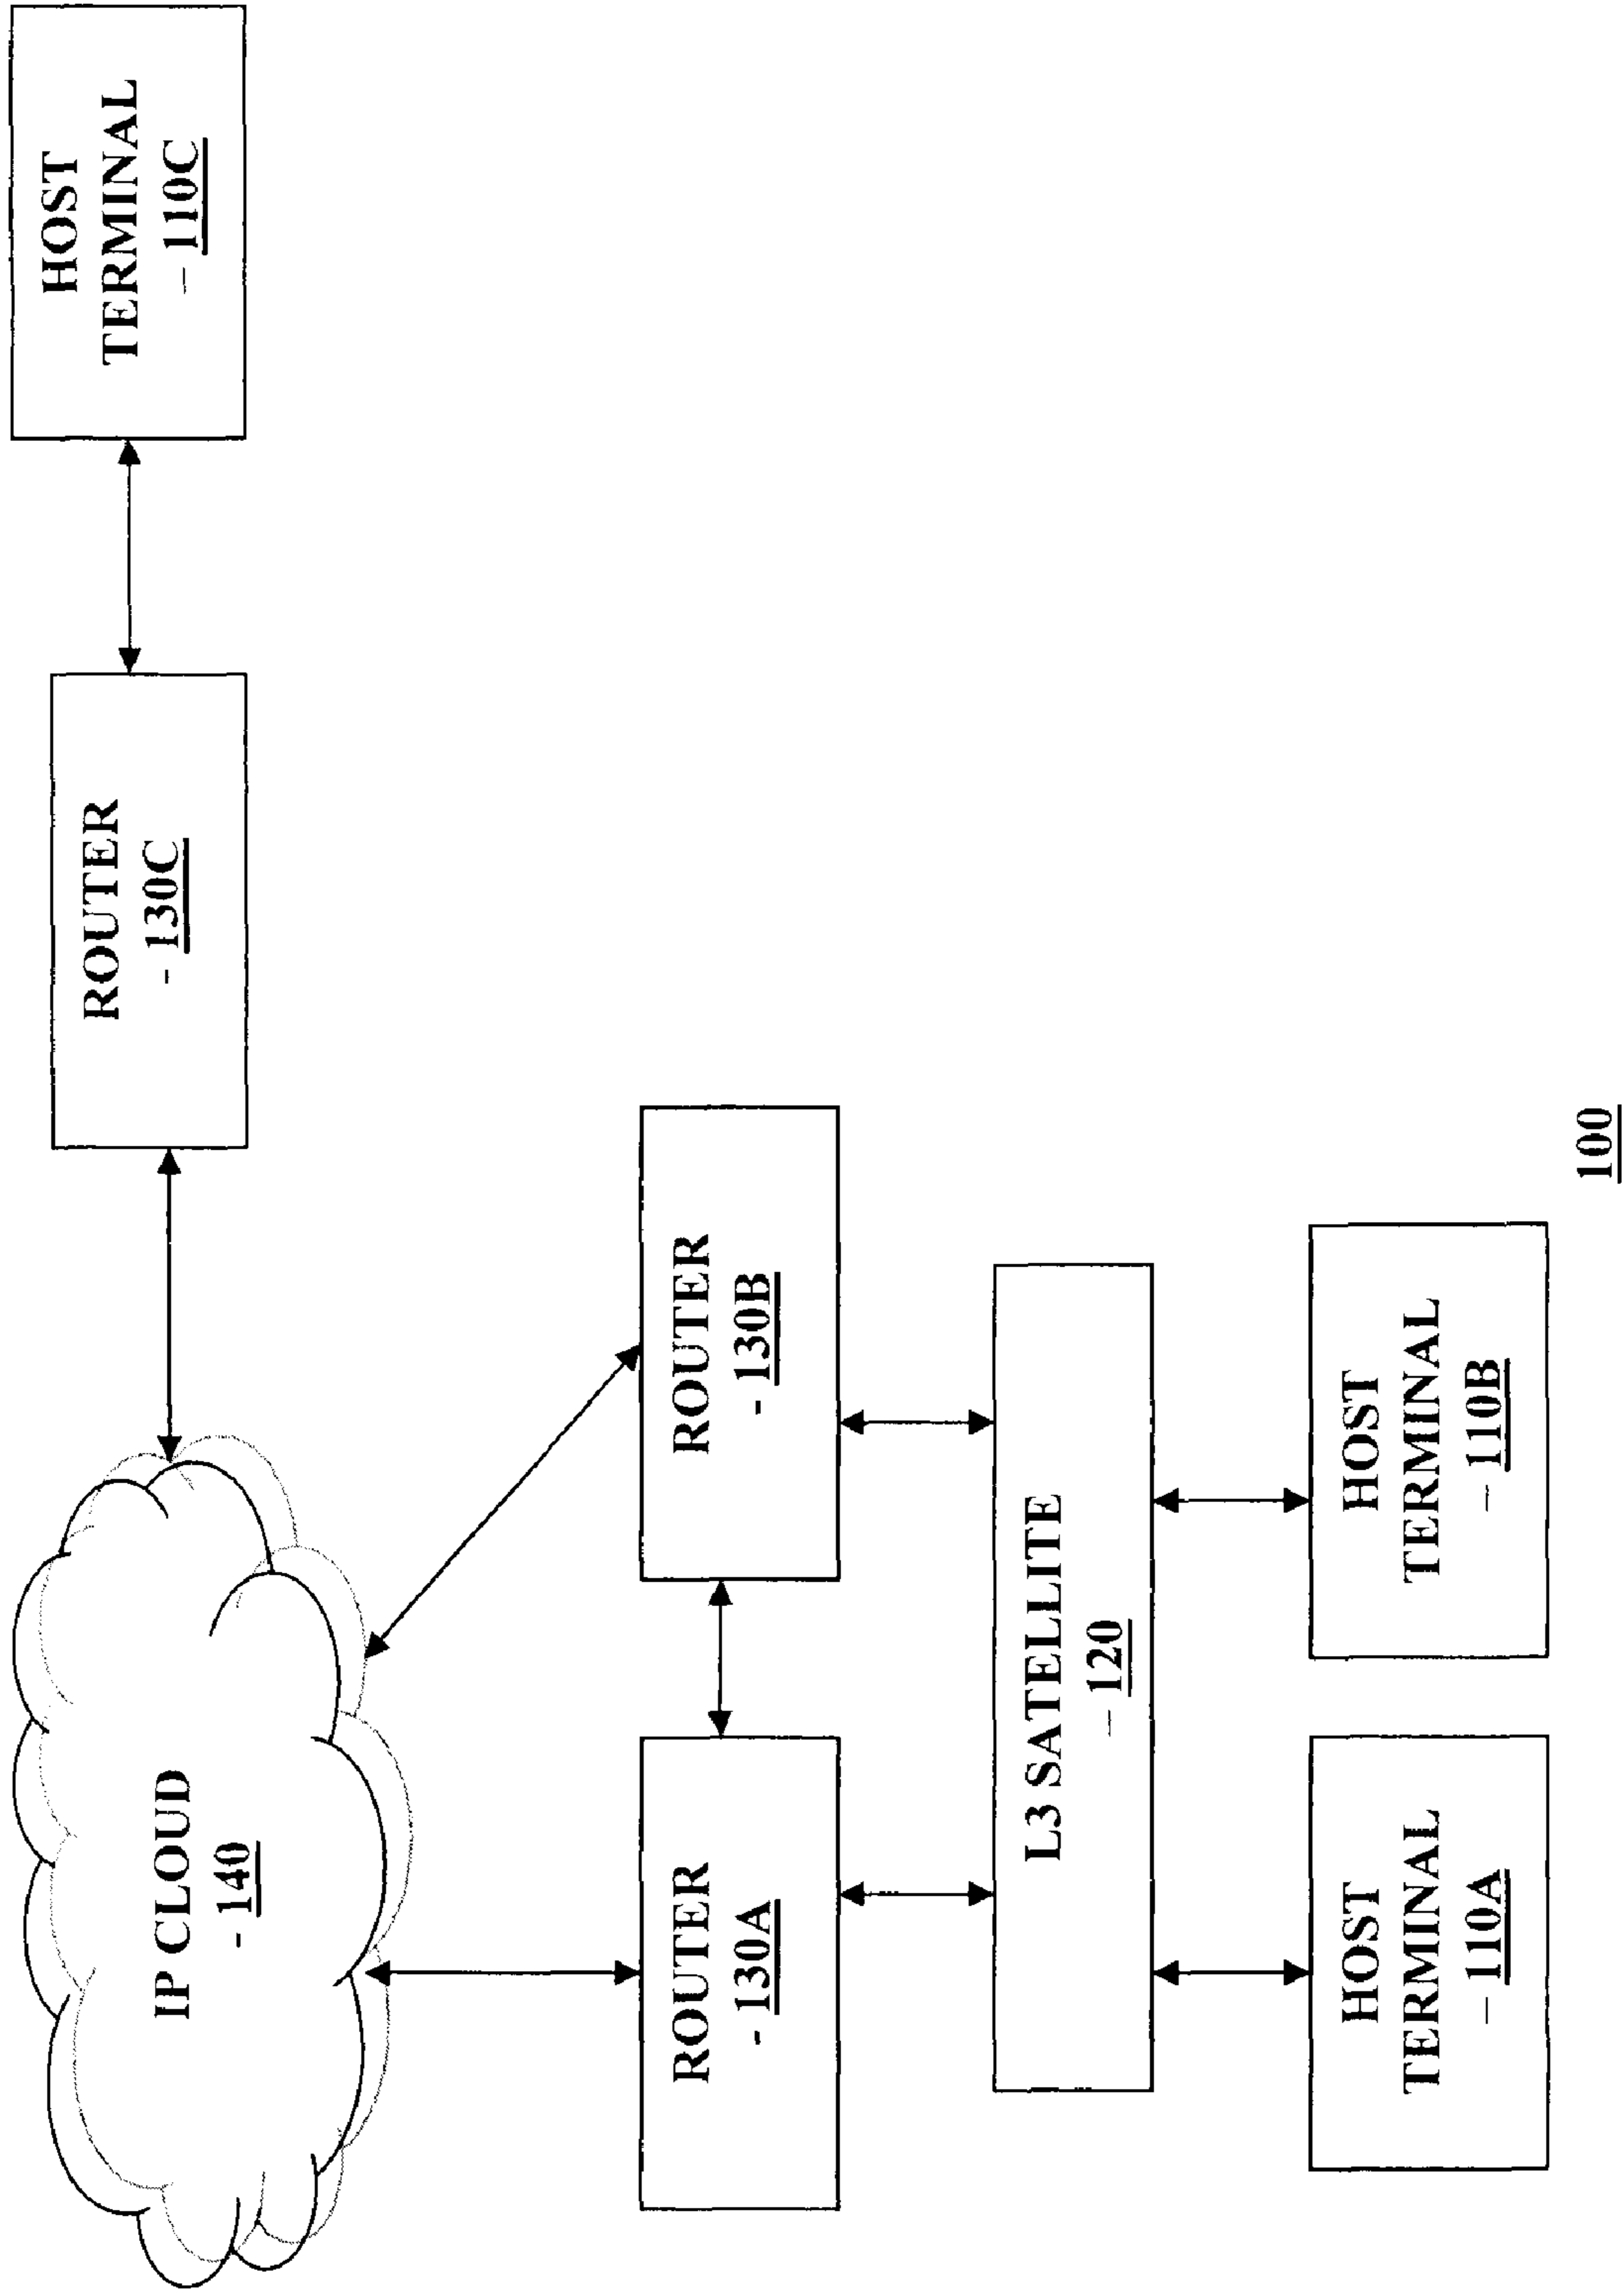 IP CLOUD
- 140
ROUTER
- 130C
HOST
TERMINAL
– 110C
ROUTER
- 130A
ROUTER
- 130B
L3 SATELLITE
– 120
HOST
TERMINAL
– 110A
HOST
TERMINAL
– 110B
100